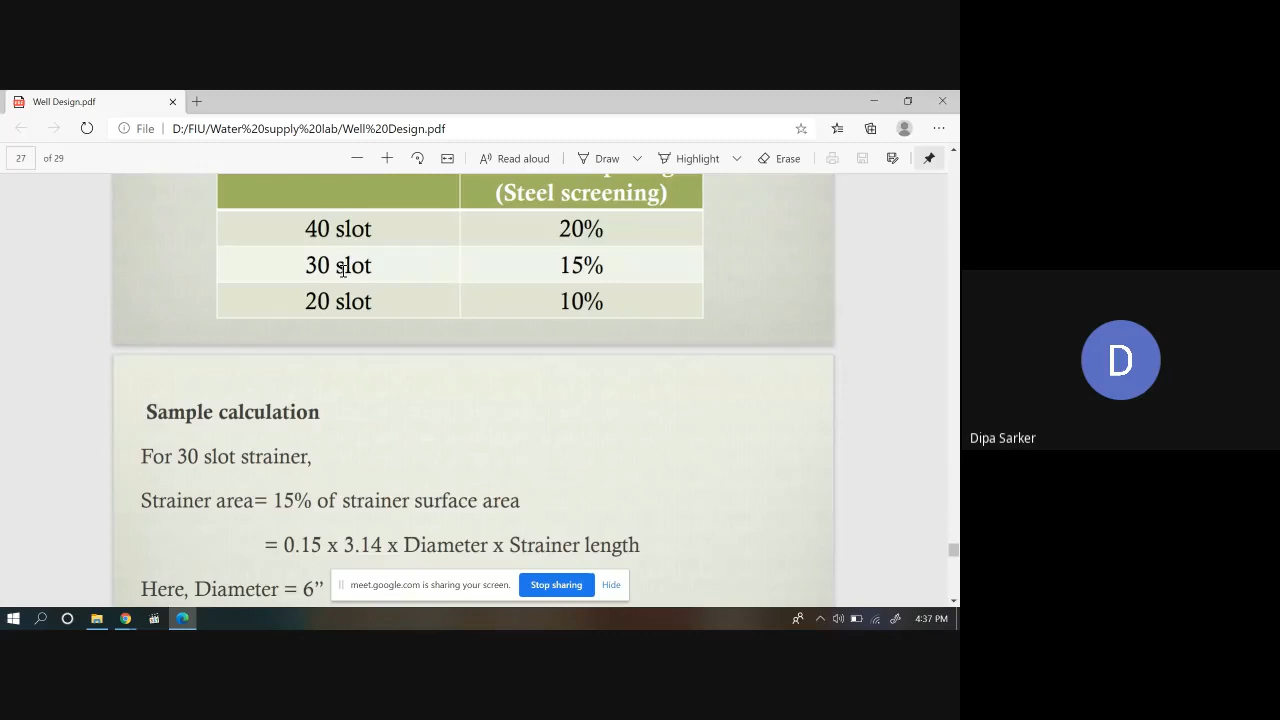 Well Design.pdf
File D:/FIU/Water%20supply%20lab/Well%20Design.pdf
27 of 29 Read aloud Draw Highlight Erase
(Steel screening)
40 slot 20%
30 slot 15%
20 slot 10%
Sample calculation
For 30 slot strainer,
Strainer area= 15% of strainer surface area
= 0.15 x 3.14 x Diameter x Strainer length
Here, Diameter = 6”
meet.google.com is sharing your screen. Stop sharing Hide
4:37 PM
D
Dipa Sarker